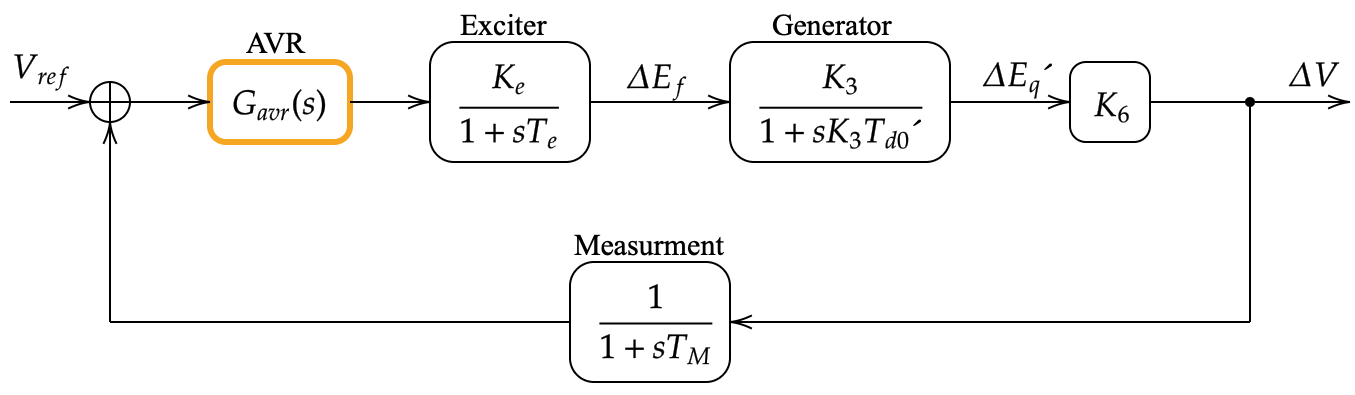 Exciter
Generator
AVR
V_ref
G_avr(s)
K_e
1 + sT_e
ΔE_f
K_3
1 + sK_3T_d0´
ΔE_q´
K_6
ΔV
Measurment
1
1 + sT_M